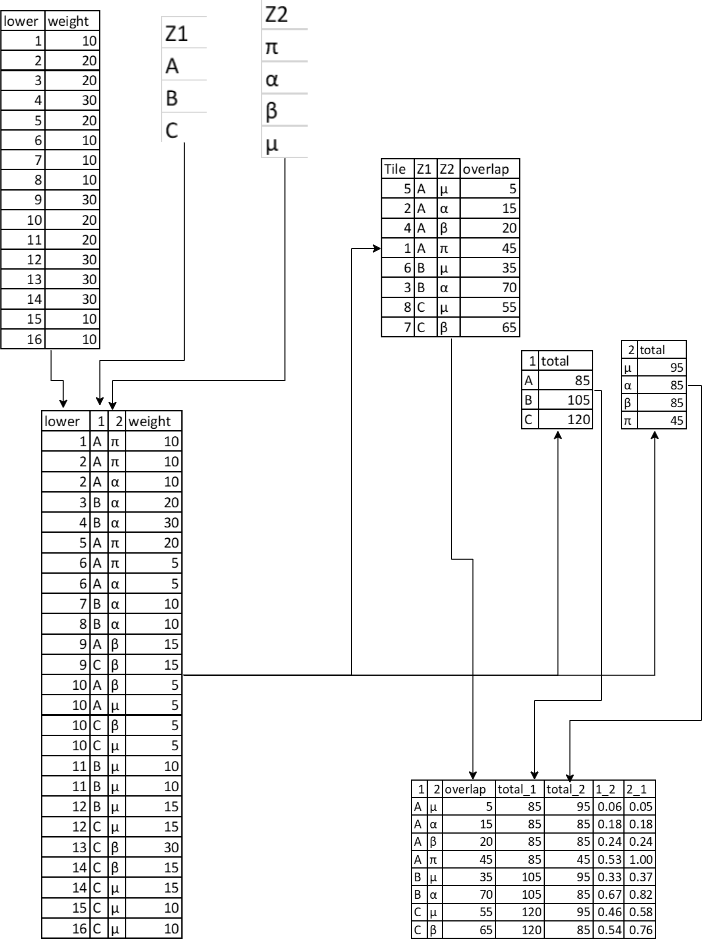 lower weight
1 10
2 20
3 20
4 30
5 20
6 10
7 10
8 10
9 30
10 20
11 20
12 30
13 30
14 30
15 10
16 10
Z1
A
B
C
Z2
π
α
β
μ
Tile Z1 Z2 overlap
5 A μ 5
2 A α 15
4 A β 20
1 A π 45
6 B μ 35
3 B α 70
8 C μ 55
7 C β 65
1 total
A 85
B 105
C 120
2 total
μ 95
α 85
β 85
π 45
lower 1 2 weight
1 A π 10
2 A π 10
2 A α 10
3 B α 20
4 B α 30
5 A π 20
6 A π 5
6 A α 5
7 B α 10
8 B α 10
9 A β 15
9 C β 15
10 A β 5
10 A μ 5
10 C β 5
10 C μ 5
11 B μ 10
11 B μ 10
12 B μ 15
12 C μ 15
13 C β 30
14 C β 15
14 C μ 15
15 C μ 10
16 C μ 10
1 2 overlap total_1 total_2 1_2 2_1
A μ 5 85 95 0.06 0.05
A α 15 85 85 0.18 0.18
A β 20 85 85 0.24 0.24
A π 45 85 45 0.53 1.00
B μ 35 105 95 0.33 0.37
B α 70 105 85 0.67 0.82
C μ 55 120 95 0.46 0.58
C β 65 120 85 0.54 0.76